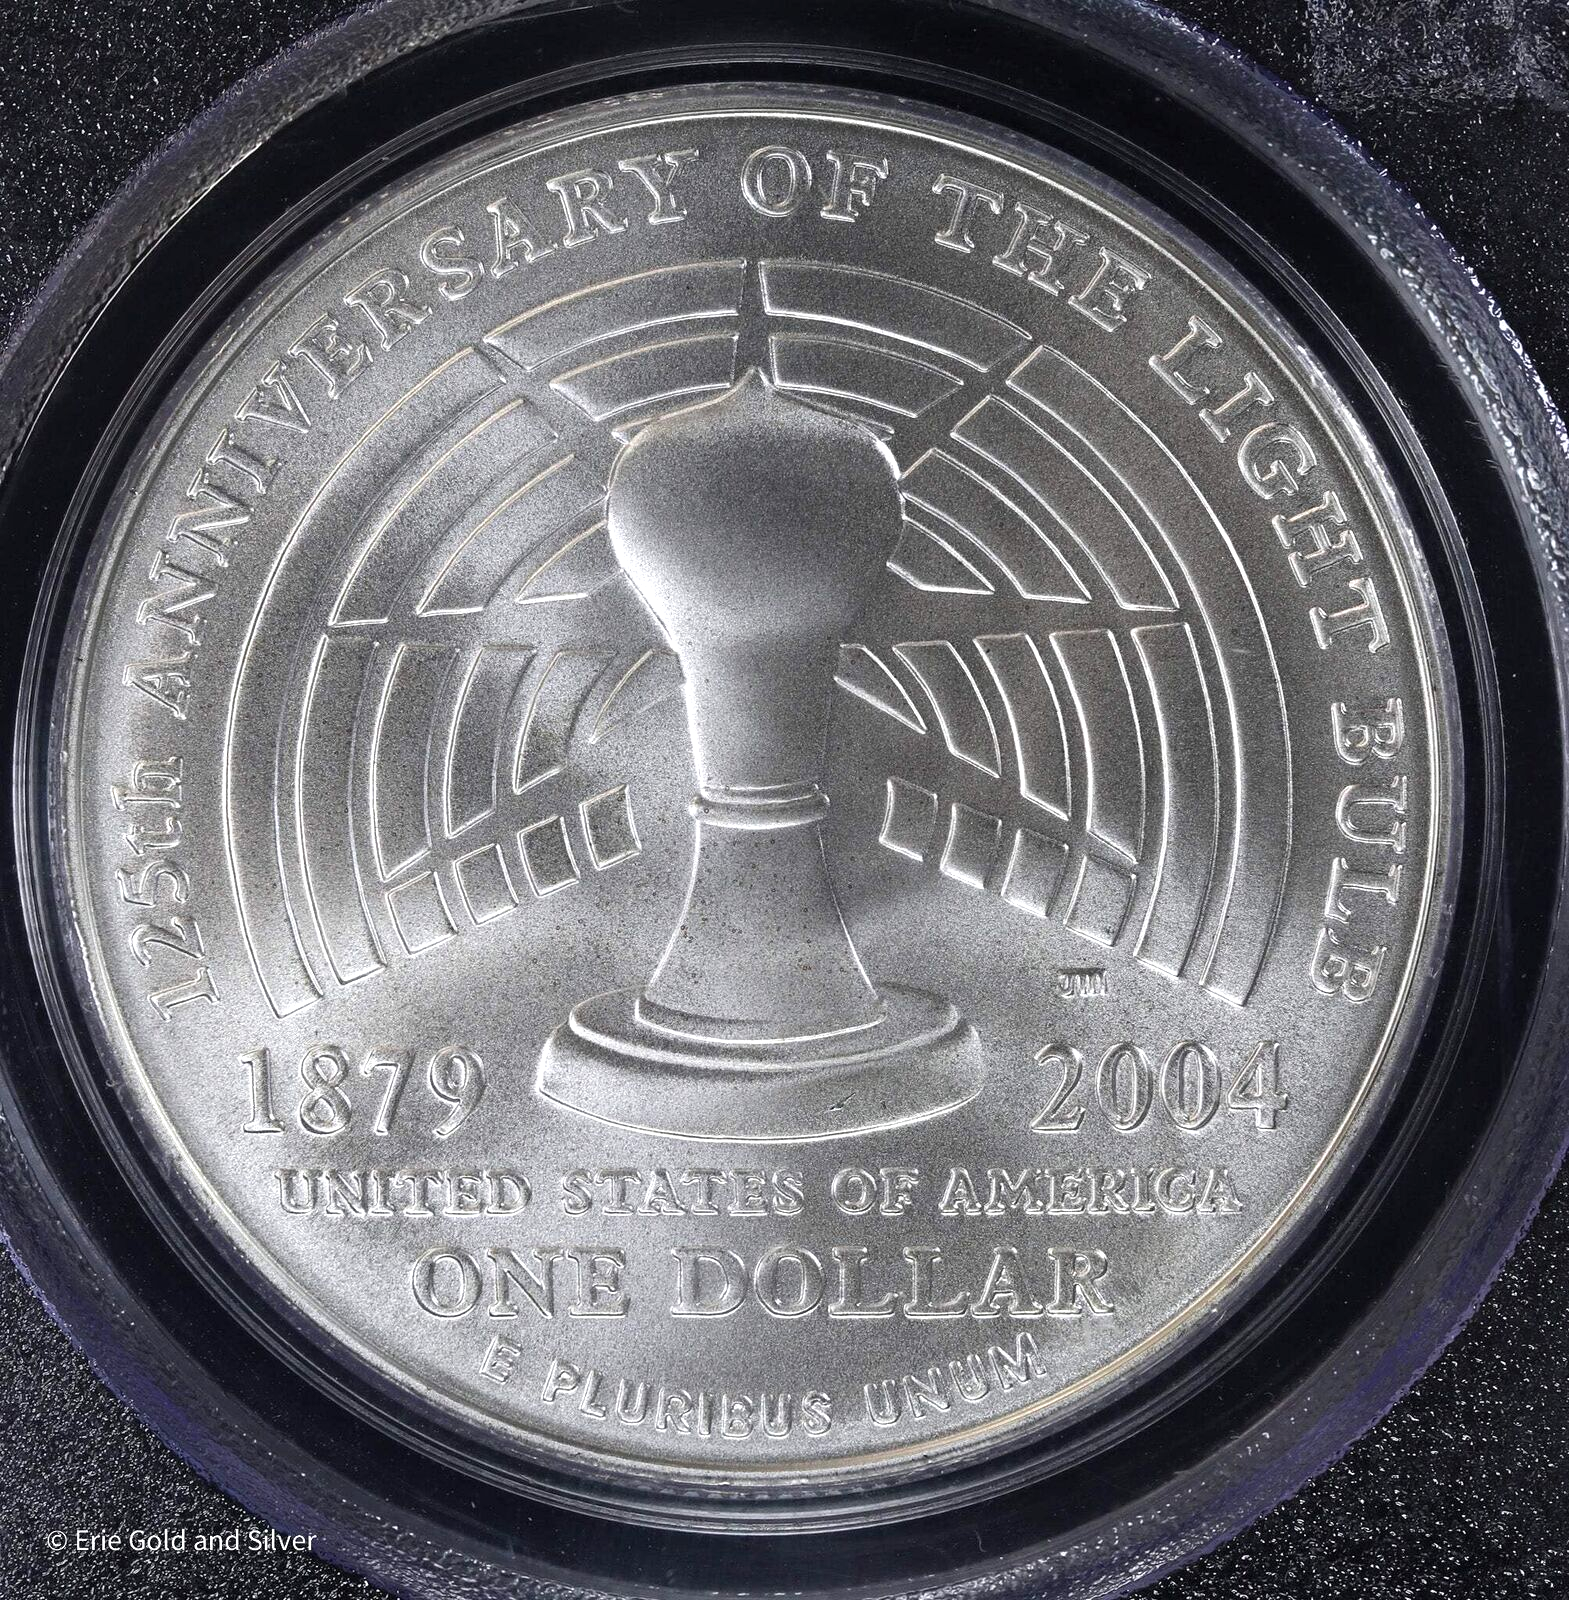 125th ANNIVERSARY OF THE LIGHT BULB
JMM
1879 2004
UNITED STATES OF AMERICA
ONE DOLLAR
E PLURIBUS UNUM
© Erie Gold and Silver